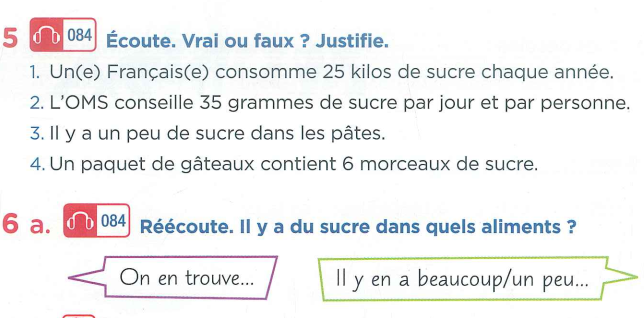 5 084 Écoute. Vrai ou faux ? Justifie.
1. Un(e) Français(e) consomme 25 kilos de sucre chaque année.
2. L'OMS conseille 35 grammes de sucre par jour et par personne.
3. Il y a un peu de sucre dans les pâtes.
4. Un paquet de gâteaux contient 6 morceaux de sucre.
6 a. 084 Réécoute. Il y a du sucre dans quels aliments ?
On en trouve...
Il y en a beaucoup/un peu...